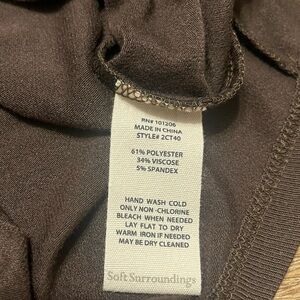 RN# 101206
MADE IN CHINA
STYLE# 2CT40
61% POLYESTER
34% VISCOSE
5% SPANDEX
HAND WASH COLD
ONLY NON-CHLORINE
BLEACH WHEN NEEDED
LAY FLAT TO DRY
WARM IRON IF NEEDED
MAY BE DRY CLEANED
Soft Surroundings